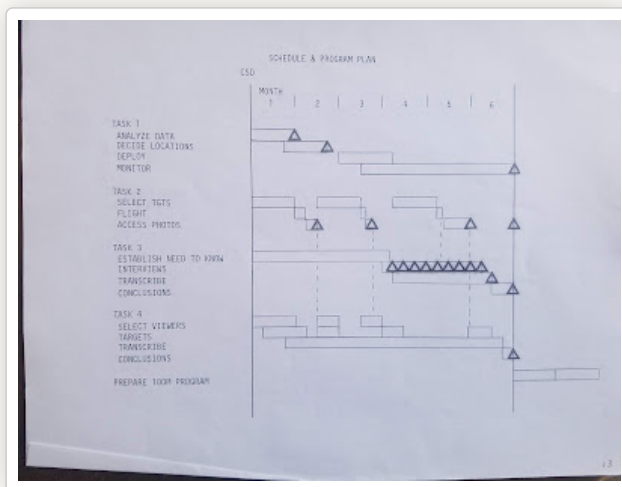 SCHEDULE & PROGRAM PLAN
CSD
MONTH
1 2 3 4 5 6
TASK 1
ANALYZE DATA
DECIDE LOCATIONS
DEPLOY
MONITOR
TASK 2
SELECT TGTS
FLIGHT
ACCESS PHOTOS
TASK 3
ESTABLISH NEED TO KNOW
INTERVIEWS
TRANSCRIBE
CONCLUSIONS
TASK 4
SELECT VIEWERS
TARGETS
TRANSCRIBE
CONCLUSIONS
PREPARE PROGRAM